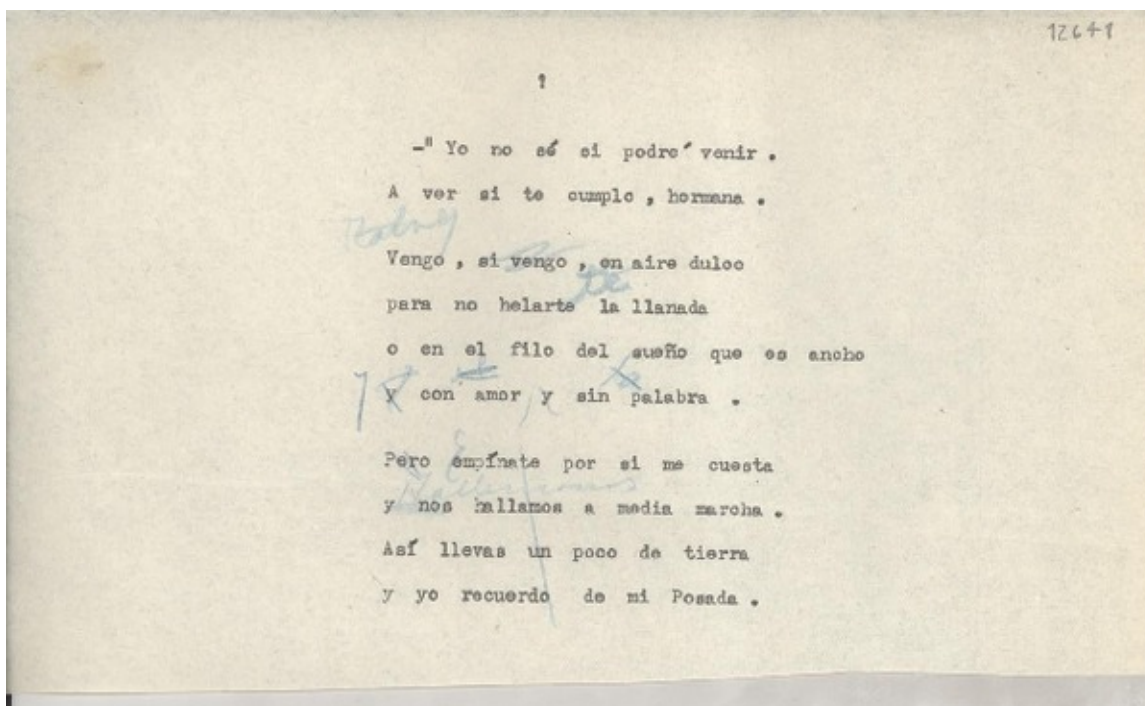 12641
?
-" Yo no sé si podré venir .
A ver si te cumplo , hermana .
Vengo , si vengo , en aire dulce
te
para no helarte la llanada
o en el filo del sueño que es ancho
y con amor y sin palabra .
Pero empínate por si me cuesta
y nos hallamos a media marcha .
Así llevas un poco de tierra
y yo recuerdo de mi Posada .